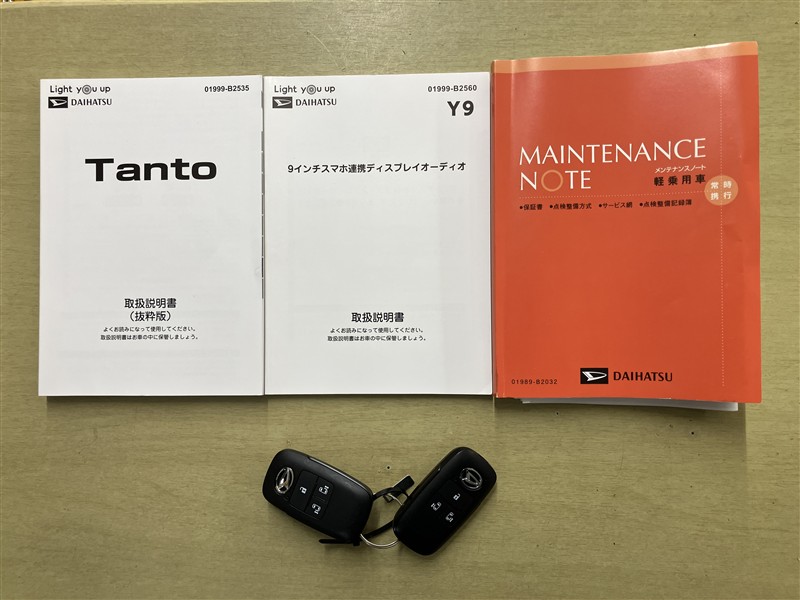 Light you up
DAIHATSU
01999-B2535
Tanto
取扱説明書
（抜粋版）
よくお読みになって使用してください。
取扱説明書はお車の中に保管しましょう。
Light you up
DAIHATSU
01999-B2560
Y9
9インチスマホ連携ディスプレイオーディオ
取扱説明書
よくお読みになって使用してください。
取扱説明書はお車の中に保管しましょう。
MAINTENANCE
NOTE
メンテナンスノート
軽乗用車
常時
携行
●保証書 ●点検整備方式 ●サービス網 ●点検整備記録簿
01989-B2032
DAIHATSU